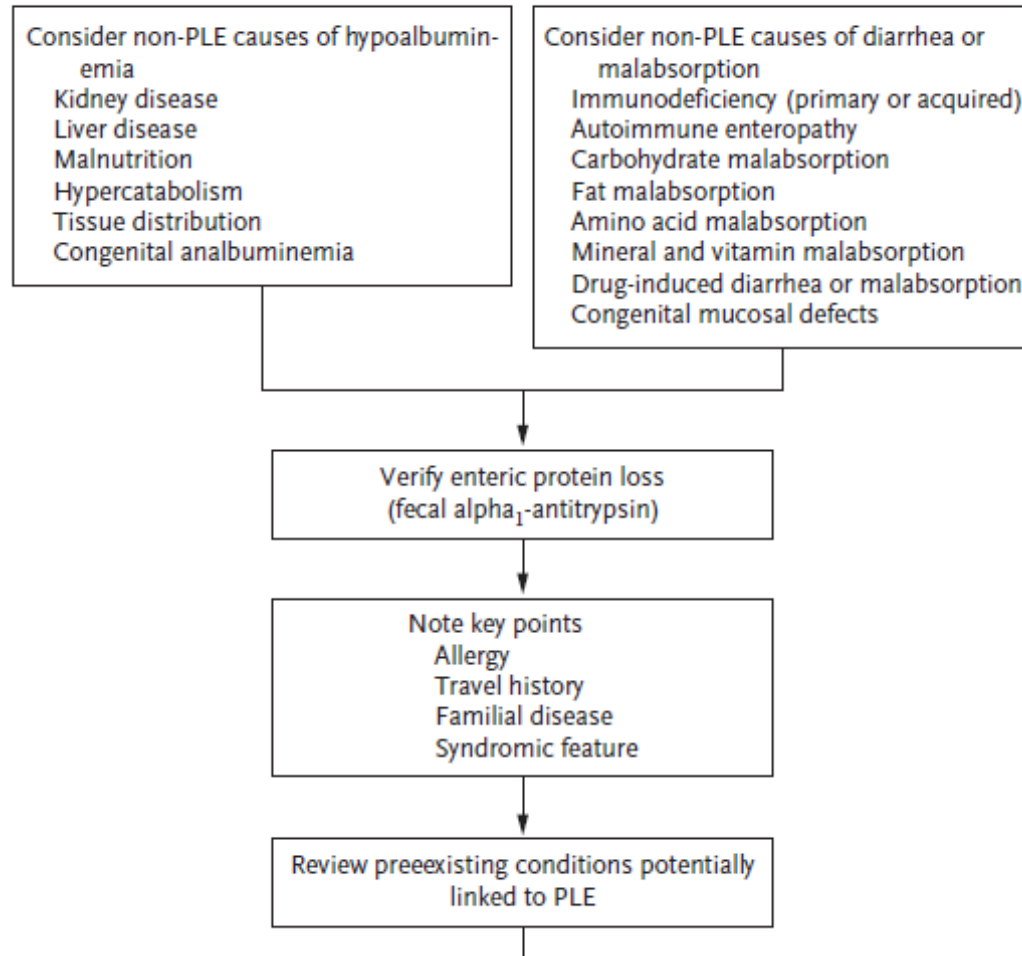 Consider non-PLE causes of hypoalbumin-
emia
Kidney disease
Liver disease
Malnutrition
Hypercatabolism
Tissue distribution
Congenital analbuminemia
Consider non-PLE causes of diarrhea or
malabsorption
Immunodeficiency (primary or acquired)
Autoimmune enteropathy
Carbohydrate malabsorption
Fat malabsorption
Amino acid malabsorption
Mineral and vitamin malabsorption
Drug-induced diarrhea or malabsorption
Congenital mucosal defects
Verify enteric protein loss
(fecal alpha₁-antitrypsin)
Note key points
Allergy
Travel history
Familial disease
Syndromic feature
Review preeexisting conditions potentially
linked to PLE